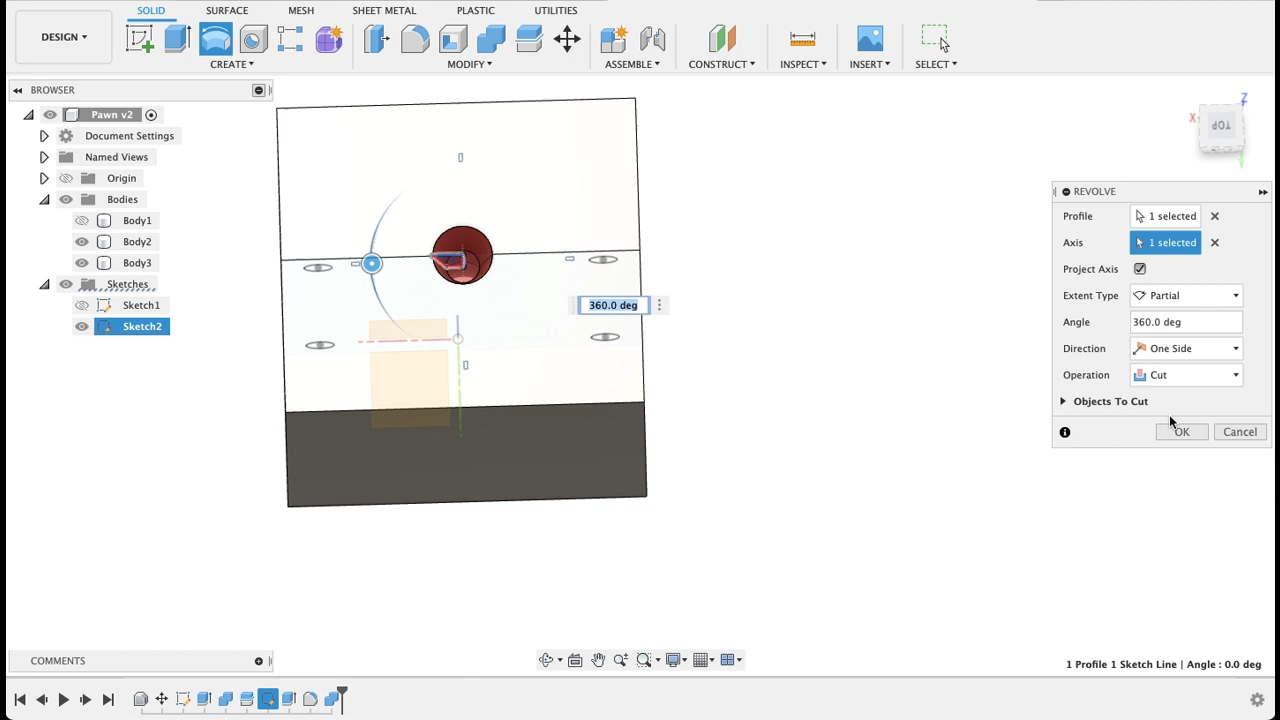 SOLID SURFACE MESH SHEET METAL PLASTIC UTILITIES
DESIGN
CREATE MODIFY ASSEMBLE CONSTRUCT INSPECT INSERT SELECT
BROWSER
Pawn v2
Document Settings
Named Views
Origin
Bodies
Body1
Body2
Body3
Sketches
Sketch1
Sketch2
360.0 deg
Z
X
TOP
REVOLVE
Profile 1 selected
Axis 1 selected
Project Axis
Extent Type Partial
Angle 360.0 deg
Direction One Side
Operation Cut
Objects To Cut
OK Cancel
COMMENTS
1 Profile 1 Sketch Line | Angle : 0.0 deg